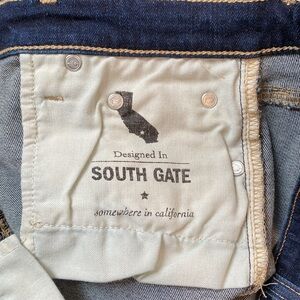 Designed In
SOUTH GATE
somewhere in california